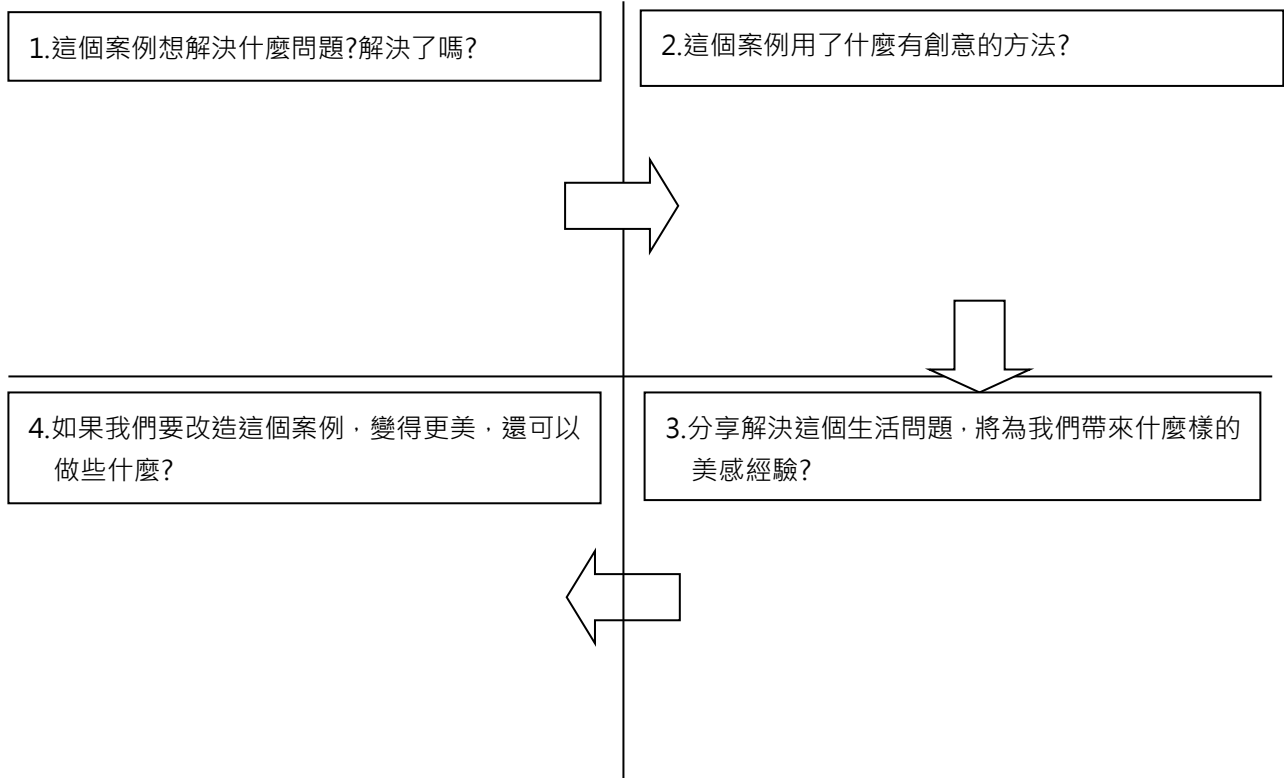 1.這個案例想解決什麼問題?解決了嗎?
2.這個案例用了什麼有創意的方法?
3.分享解決這個生活問題，將為我們帶來什麼樣的
美感經驗?
4.如果我們要改造這個案例，變得更美，還可以
做些什麼?